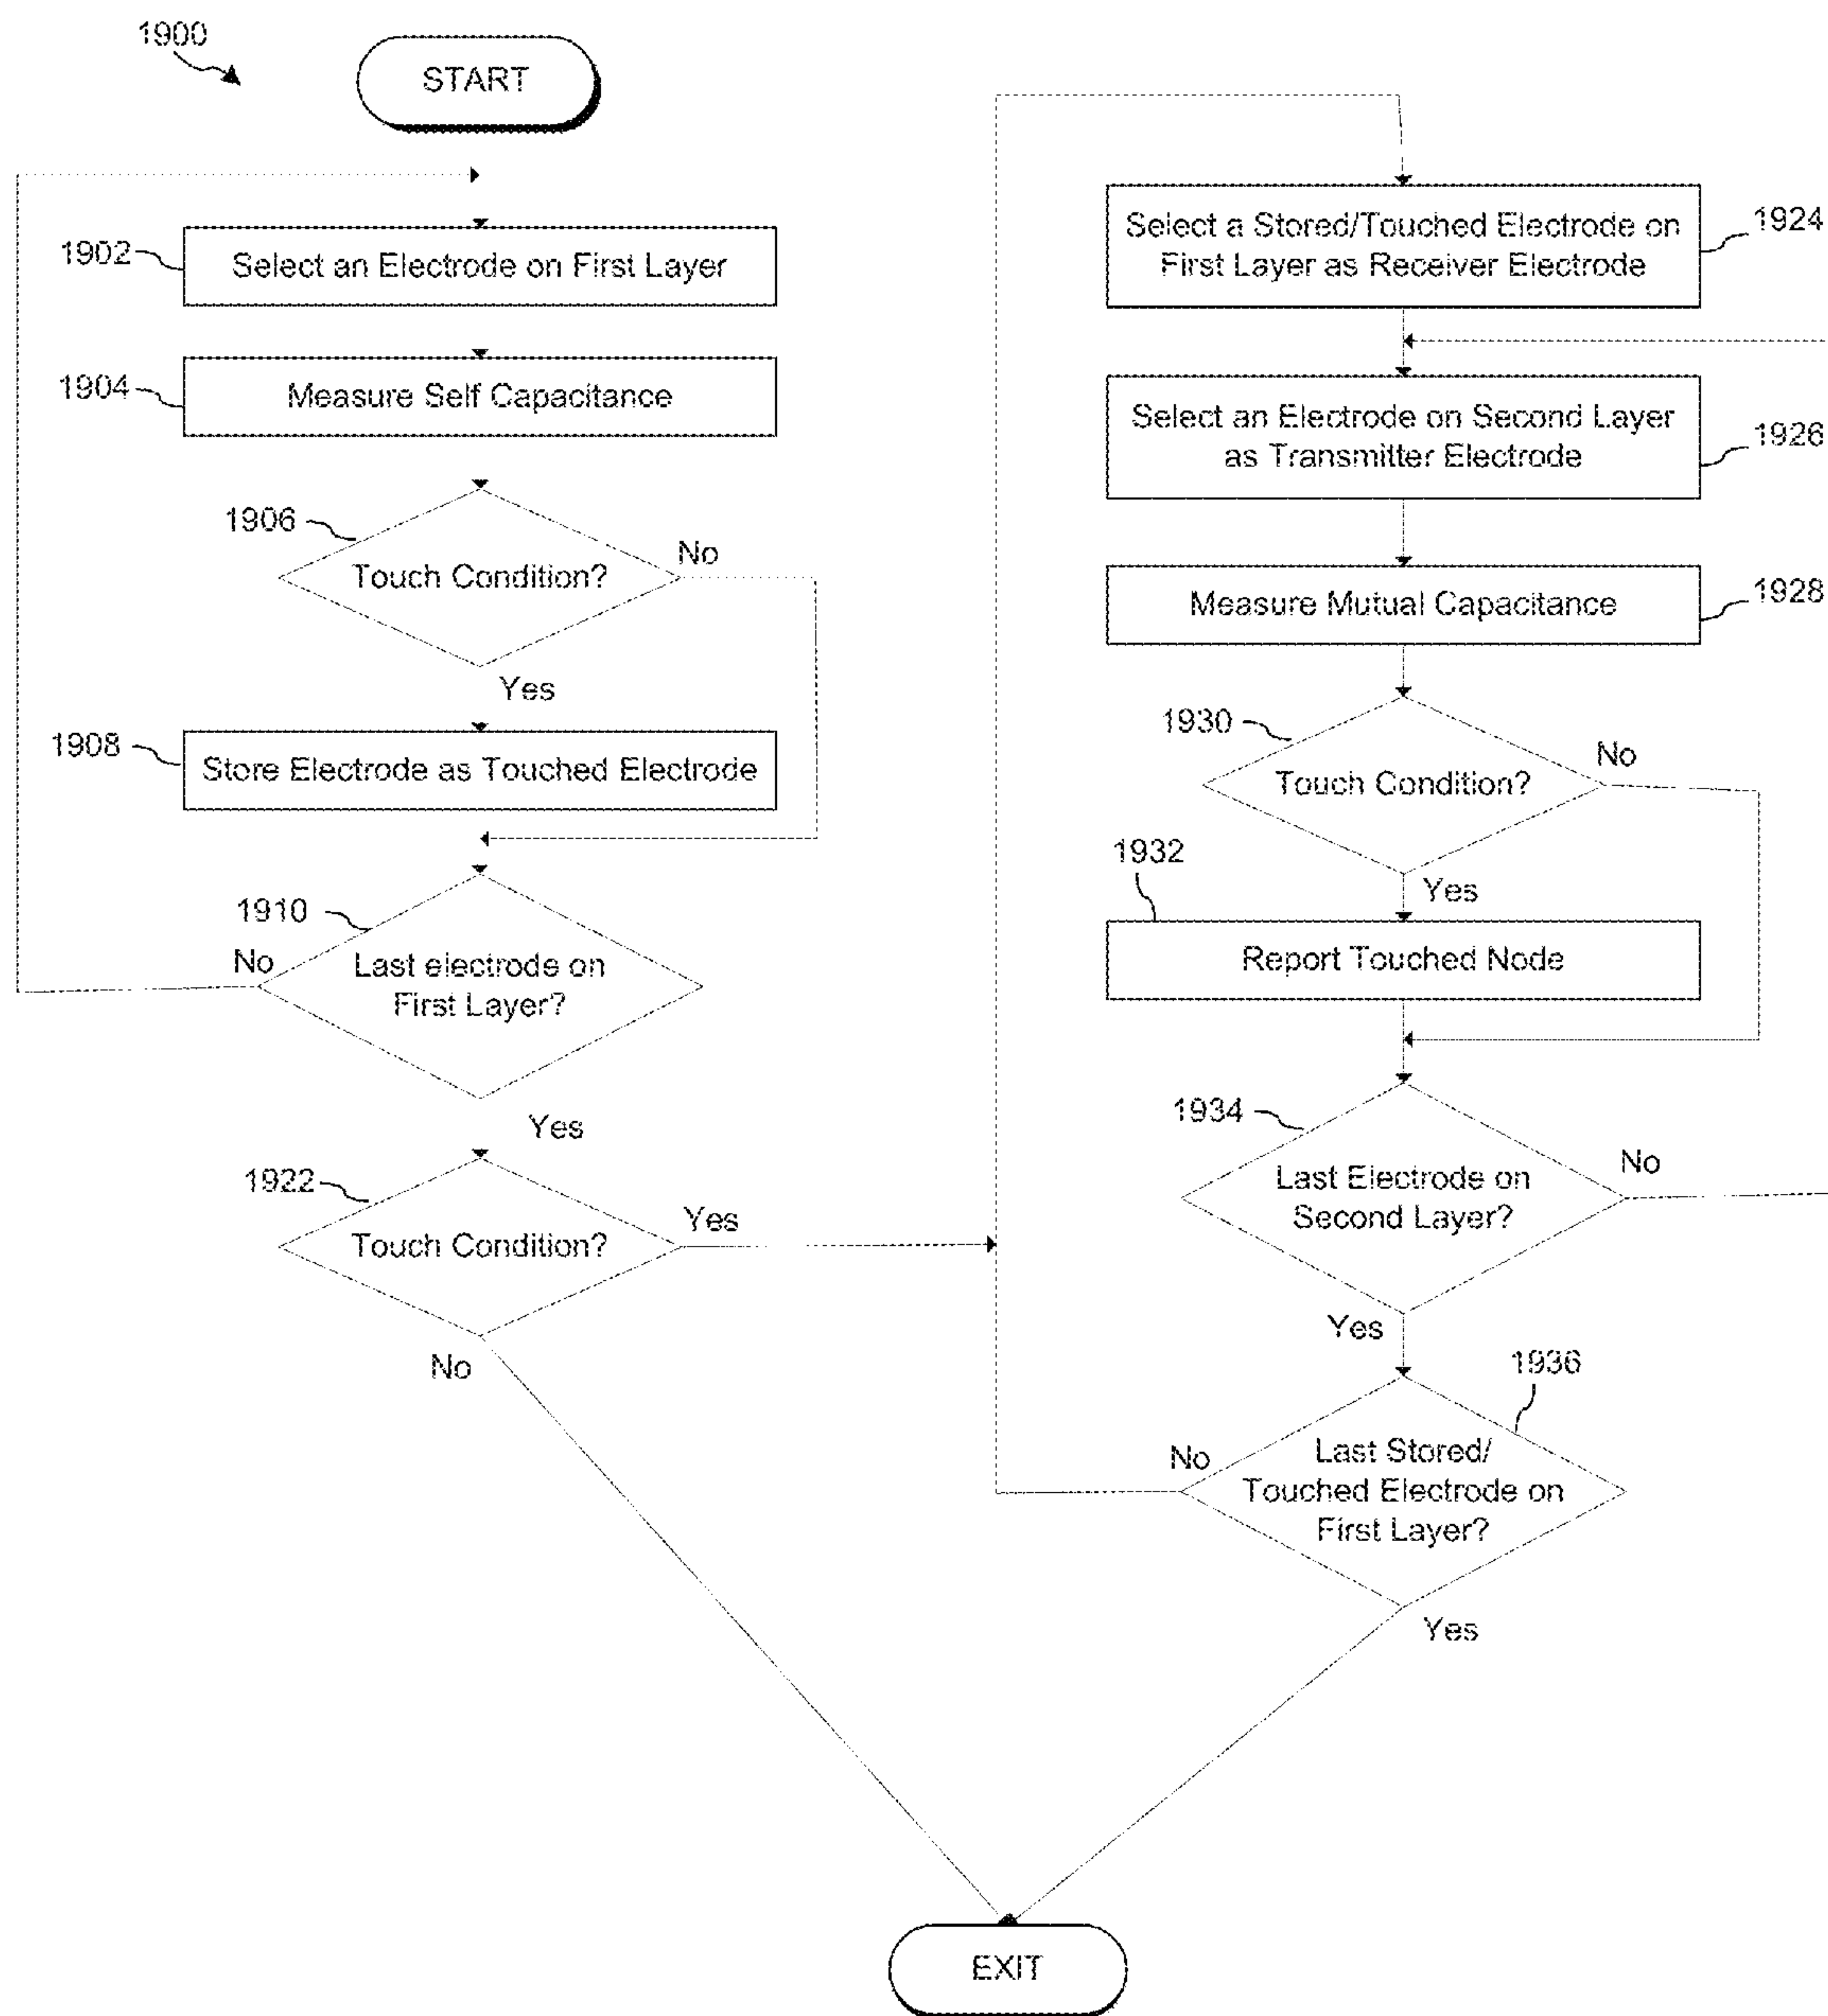 1900
START
1902
Select an Electrode on First Layer
1904
Measure Self Capacitance
1906
Touch Condition?
No
Yes
1908
Store Electrode as Touched Electrode
1910
Last electrode on
First Layer?
No
Yes
1922
Touch Condition?
Yes
No
1924
Select a Stored/Touched Electrode on
First Layer as Receiver Electrode
1926
Select an Electrode on Second Layer
as Transmitter Electrode
1928
Measure Mutual Capacitance
1930
Touch Condition?
No
Yes
1932
Report Touched Node
1934
Last Electrode on
Second Layer?
No
Yes
1936
Last Stored/
Touched Electrode on
First Layer?
No
Yes
EXIT